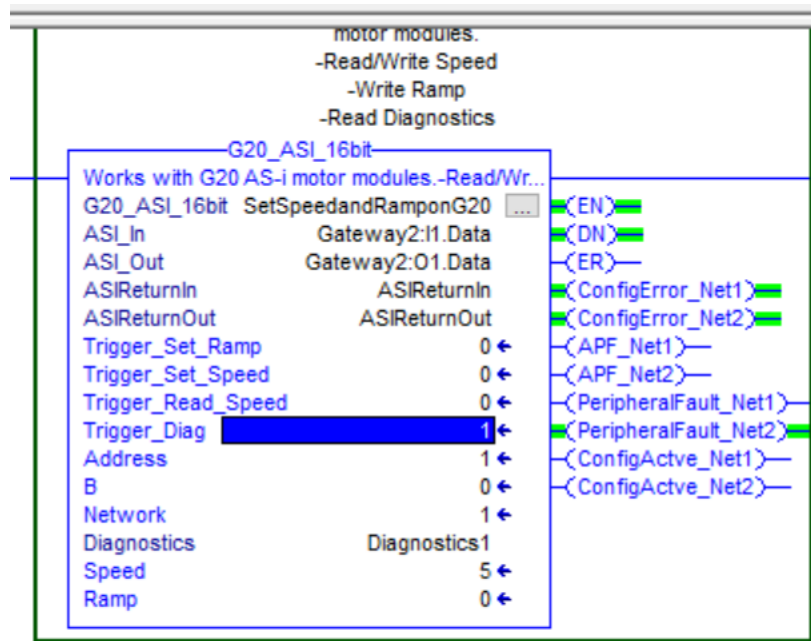 motor modules.
-Read/Write Speed
-Write Ramp
-Read Diagnostics
G20_ASI_16bit
Works with G20 AS-i motor modules.-Read/Wr...
G20_ASI_16bit SetSpeedandRamponG20 ... (EN)
ASI_In Gateway2:I1.Data (DN)
ASI_Out Gateway2:O1.Data (ER)
ASIReturnIn ASIReturnIn (ConfigError_Net1)
ASIReturnOut ASIReturnOut (ConfigError_Net2)
Trigger_Set_Ramp 0 (APF_Net1)
Trigger_Set_Speed 0 (APF_Net2)
Trigger_Read_Speed 0 (PeripheralFault_Net1)
Trigger_Diag 1 (PeripheralFault_Net2)
Address 1 (ConfigActve_Net1)
B 0 (ConfigActve_Net2)
Network 1
Diagnostics Diagnostics1
Speed 5
Ramp 0